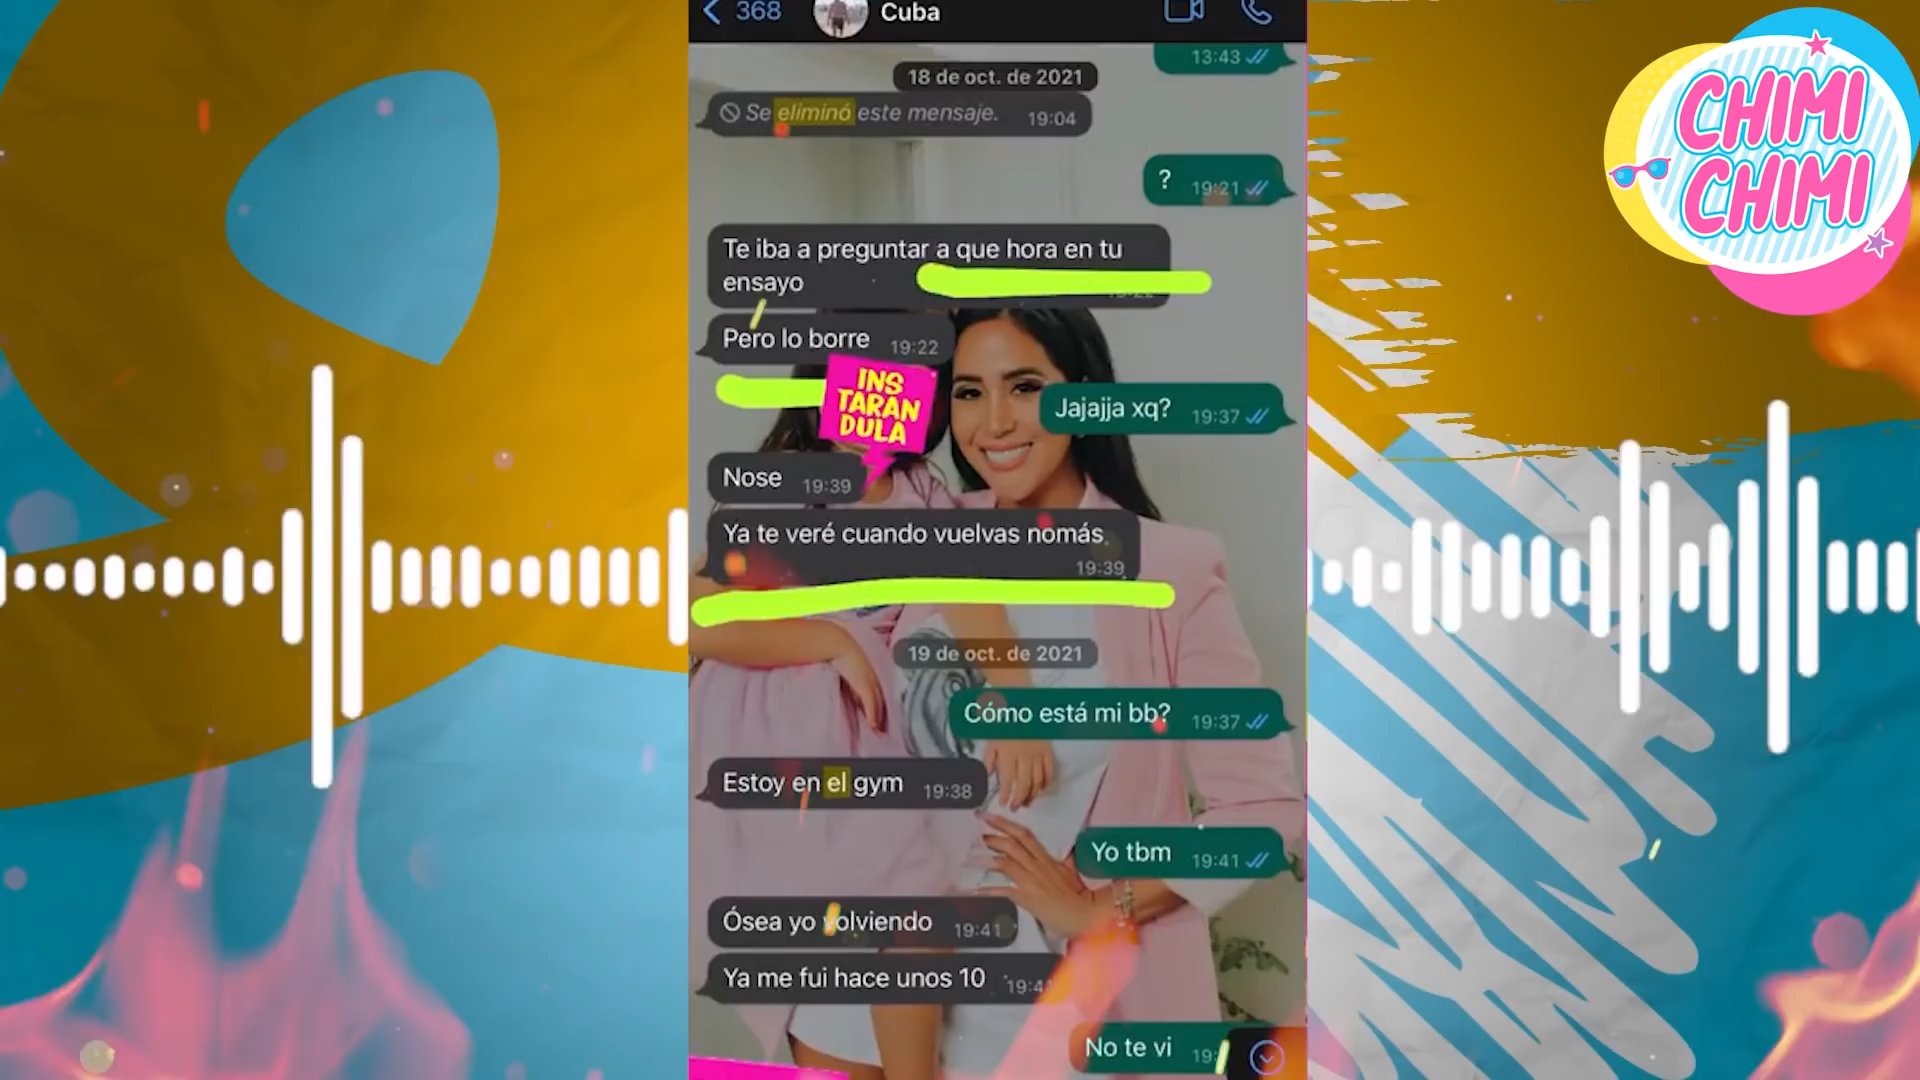 368
Cuba
CHIMI
CHIMI
13:43
18 de oct. de 2021
Se eliminó este mensaje. 19:04
? 19:21
Te iba a preguntar a que hora en tu
ensayo
Pero lo borre 19:22
INS
TARAN
DULA
Jajajja xq? 19:37
Nose 19:39
Ya te veré cuando vuelvas nomás
19:39
19 de oct. de 2021
Cómo está mi bb? 19:37
Estoy en el gym 19:38
Yo tbm 19:41
Ósea yo volviendo 19:41
Ya me fui hace unos 10
No te vi